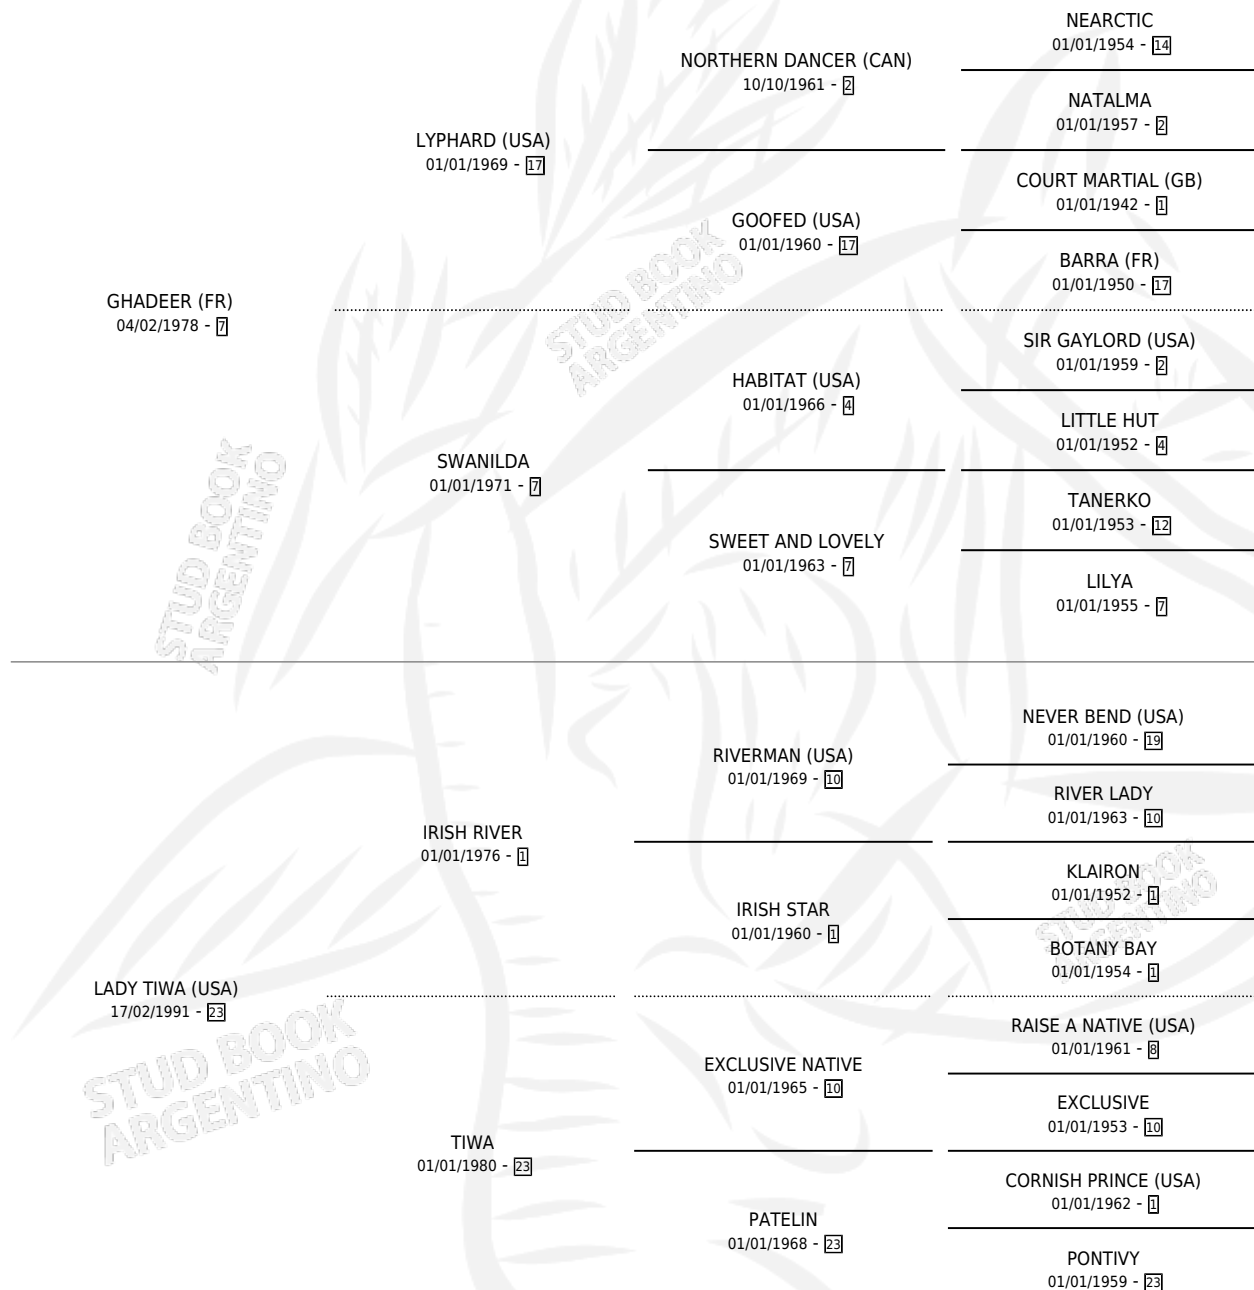 NEARCTIC
01/01/1954 - 14
NORTHERN DANCER (CAN)
10/10/1961 - 2
NATALMA
01/01/1957 - 2
LYPHARD (USA)
01/01/1969 - 17
COURT MARTIAL (GB)
01/01/1942 - 1
GOOFED (USA)
01/01/1960 - 17
BARRA (FR)
01/01/1950 - 17
GHADEER (FR)
04/02/1978 - 7
SIR GAYLORD (USA)
01/01/1959 - 2
HABITAT (USA)
01/01/1966 - 4
LITTLE HUT
01/01/1952 - 4
SWANILDA
01/01/1971 - 7
TANERKO
01/01/1953 - 12
SWEET AND LOVELY
01/01/1963 - 7
LILYA
01/01/1955 - 7
STUD BOOK
ARGENTINO
STUD BOOK
ARGENTINO
NEVER BEND (USA)
01/01/1960 - 19
RIVERMAN (USA)
01/01/1969 - 10
RIVER LADY
01/01/1963 - 10
IRISH RIVER
01/01/1976 - 1
KLAIRON
01/01/1952 - 1
IRISH STAR
01/01/1960 - 1
BOTANY BAY
01/01/1954 - 1
STUD BOOK
ARGENTINO
LADY TIWA (USA)
17/02/1991 - 23
RAISE A NATIVE (USA)
01/01/1961 - 8
EXCLUSIVE NATIVE
01/01/1965 - 10
EXCLUSIVE
01/01/1953 - 10
STUD BOOK
ARGENTINO
TIWA
01/01/1980 - 23
CORNISH PRINCE (USA)
01/01/1962 - 1
PATELIN
01/01/1968 - 23
PONTIVY
01/01/1959 - 23